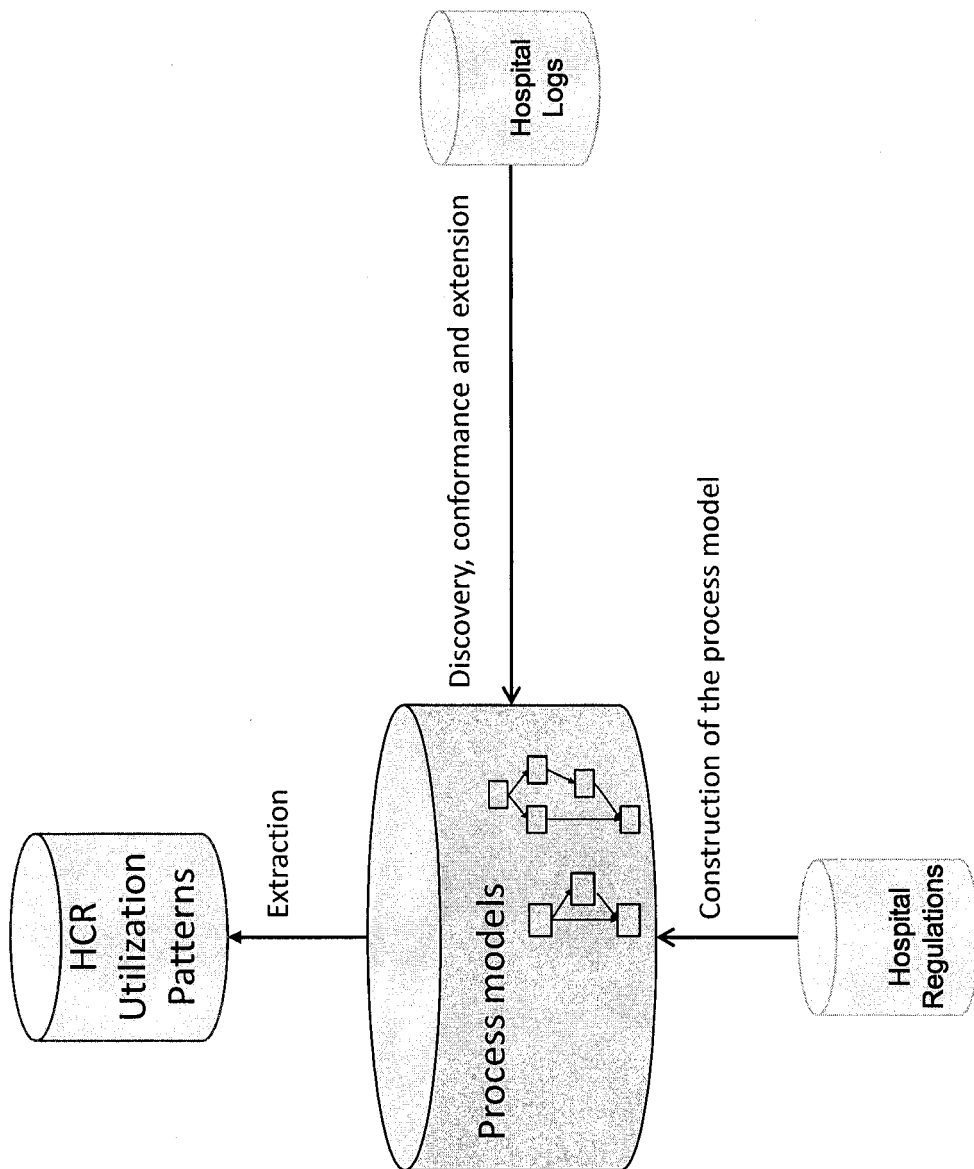 HCR
Utilization
Patterns
Extraction
Process models
Discovery, conformance and extension
Hospital
Logs
Construction of the process model
Hospital
Regulations